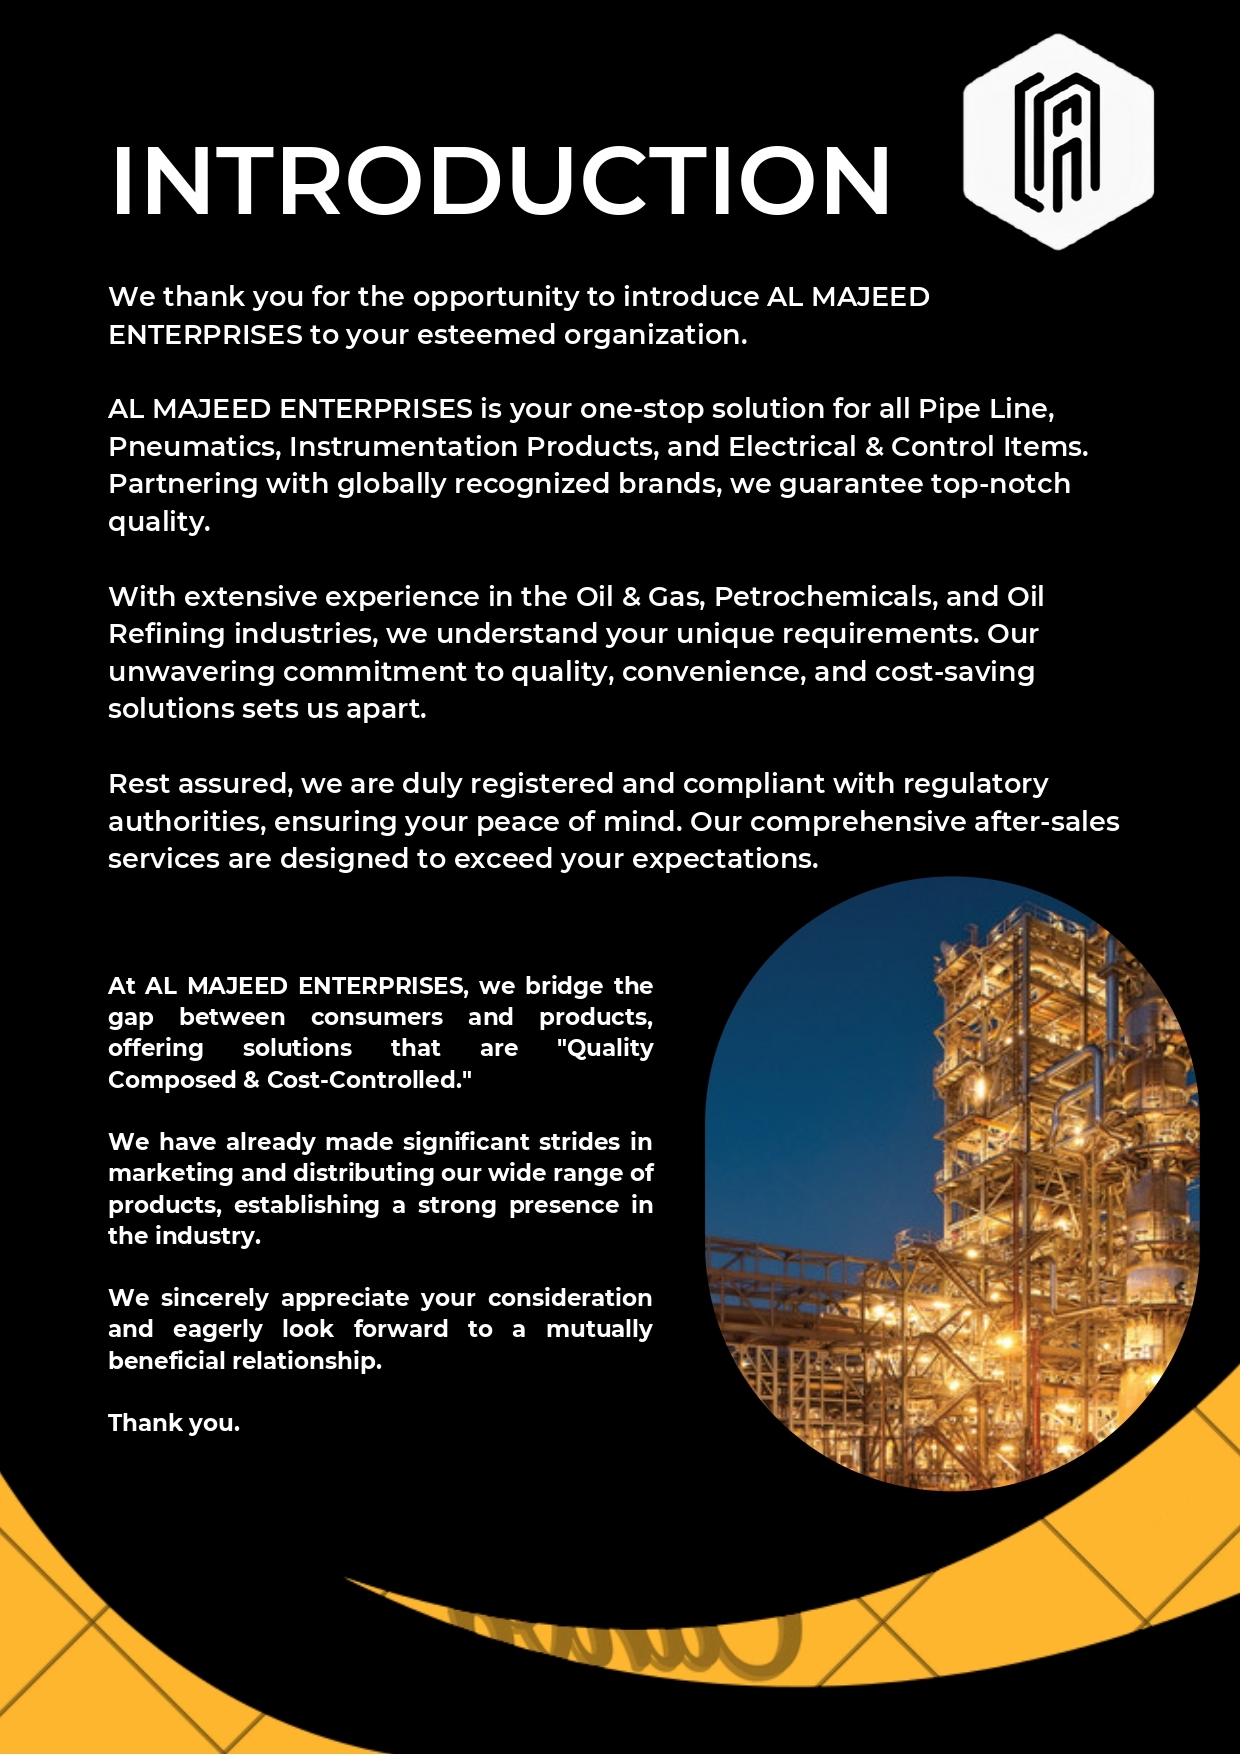 INTRODUCTION
We thank you for the opportunity to introduce AL MAJEED
ENTERPRISES to your esteemed organization.
AL MAJEED ENTERPRISES is your one-stop solution for all Pipe Line,
Pneumatics, Instrumentation Products, and Electrical & Control Items.
Partnering with globally recognized brands, we guarantee top-notch
quality.
With extensive experience in the Oil & Gas, Petrochemicals, and Oil
Refining industries, we understand your unique requirements. Our
unwavering commitment to quality, convenience, and cost-saving
solutions sets us apart.
Rest assured, we are duly registered and compliant with regulatory
authorities, ensuring your peace of mind. Our comprehensive after-sales
services are designed to exceed your expectations.
At AL MAJEED ENTERPRISES, we bridge the
gap between consumers and products,
offering solutions that are "Quality
Composed & Cost-Controlled."
We have already made significant strides in
marketing and distributing our wide range of
products, establishing a strong presence in
the industry.
We sincerely appreciate your consideration
and eagerly look forward to a mutually
beneficial relationship.
Thank you.